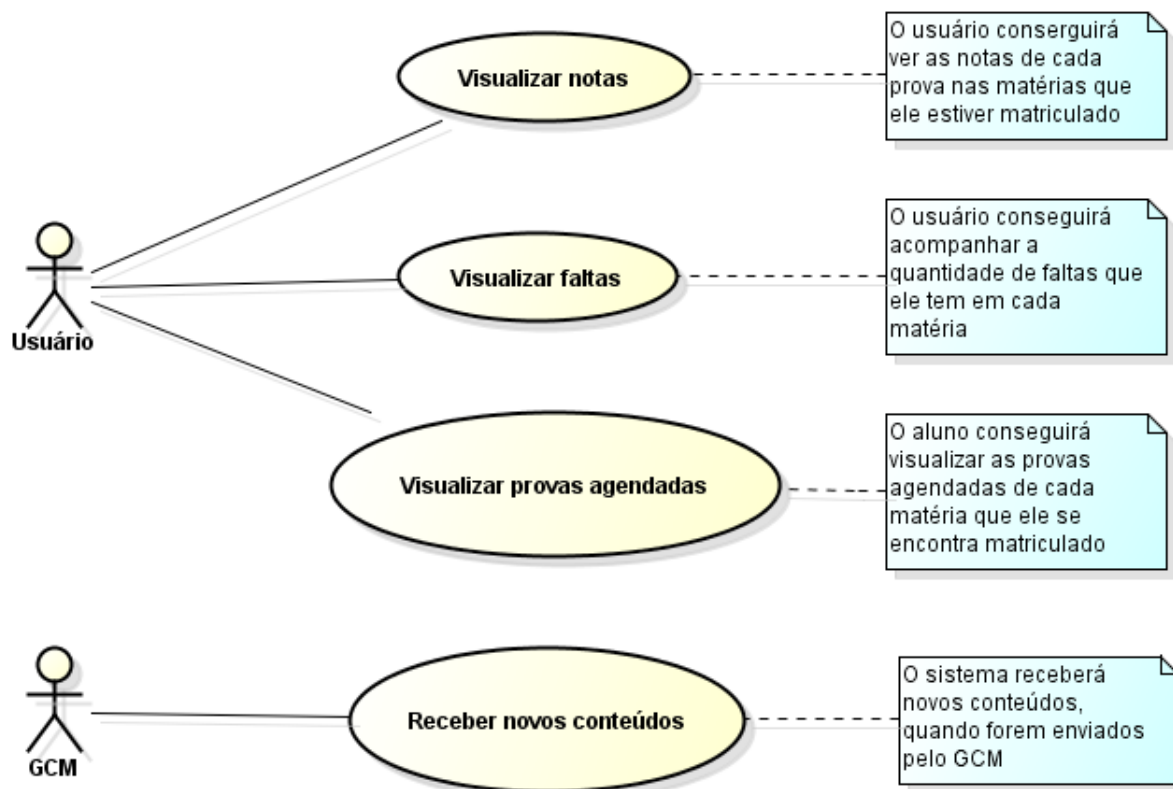 Visualizar notas
O usuário conserguirá
ver as notas de cada
prova nas matérias que
ele estiver matriculado
Usuário
Visualizar faltas
O usuário conseguirá
acompanhar a
quantidade de faltas que
ele tem em cada
matéria
Visualizar provas agendadas
O aluno conseguirá
visualizar as provas
agendadas de cada
matéria que ele se
encontra matriculado
GCM
Receber novos conteúdos
O sistema receberá
novos conteúdos,
quando forem enviados
pelo GCM